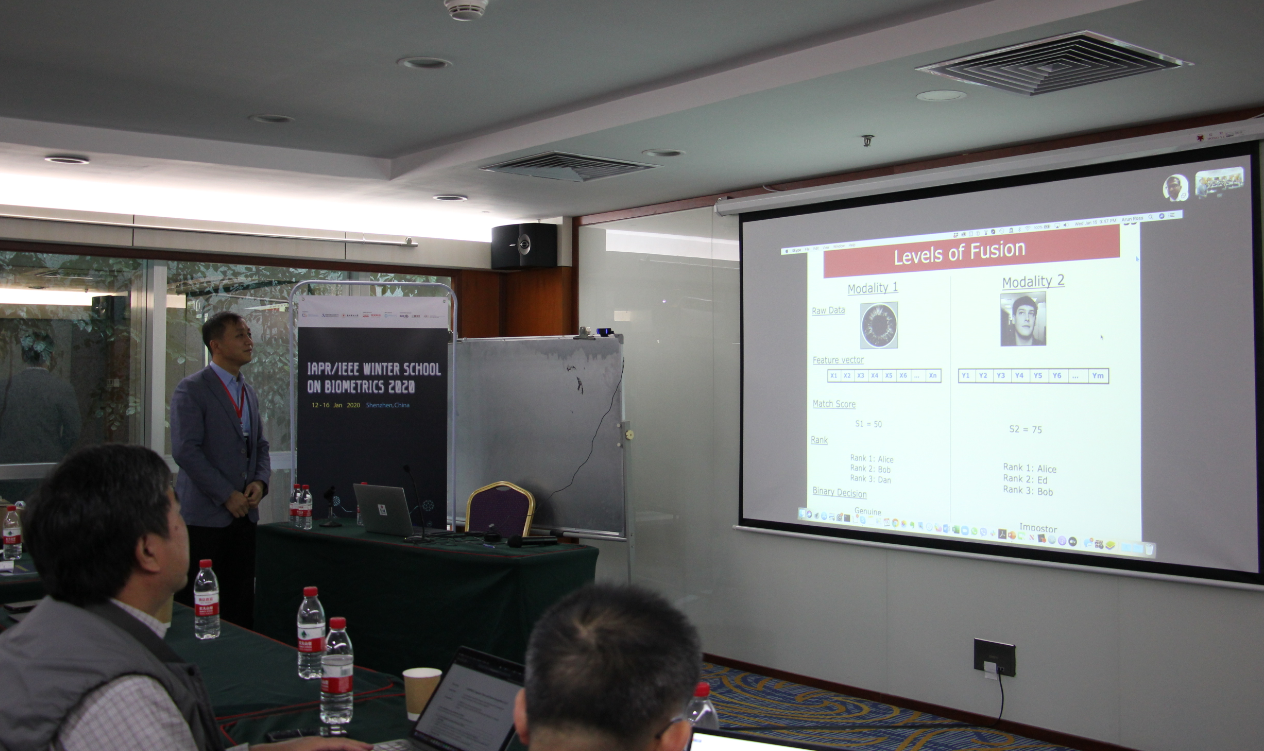 IAPR/IEEE WINTER SCHOOL
ON BIOMETRICS 2020
12 - 16 Jan 2020 Shenzhen, China
Levels of Fusion
Modality 1
Modality 2
Raw Data
Feature vector
X1 X2 X3 X4 X5 X6 ... Xn
Y1 Y2 Y3 Y4 Y5 Y6 ... Ym
Match Score
S1 = 50
S2 = 75
Rank
Rank 1: Alice
Rank 2: Bob
Rank 3: Dan
Rank 1: Alice
Rank 2: Ed
Rank 3: Bob
Binary Decision
Genuine
Impostor